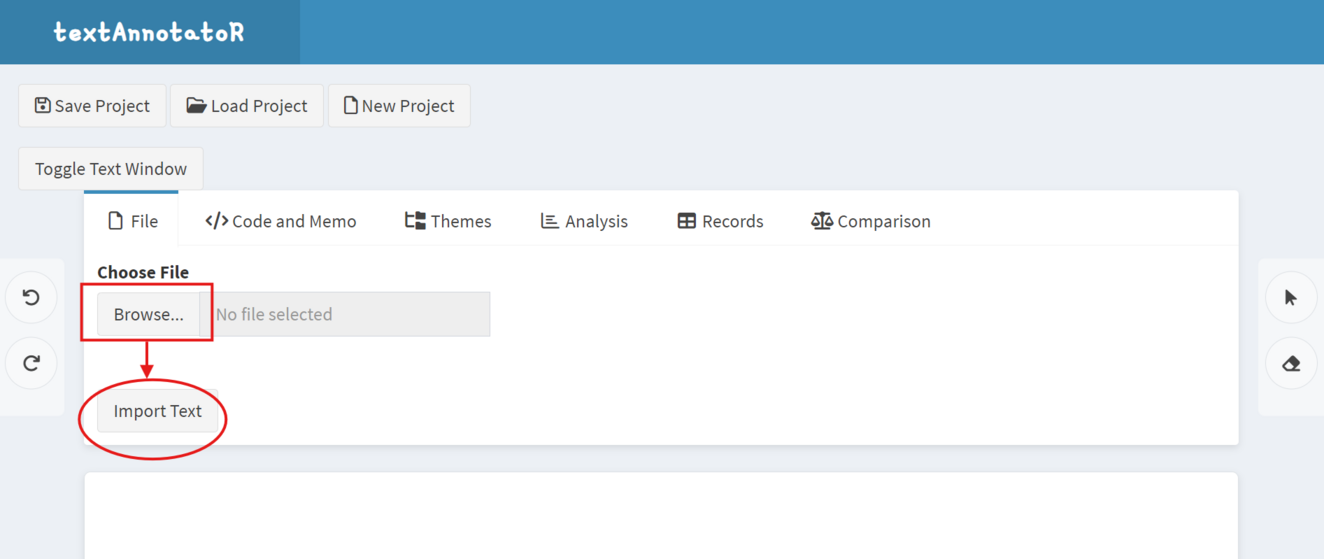 textAnnotatoR
Save Project Load Project New Project
Toggle Text Window
File Code and Memo Themes Analysis Records Comparison
Choose File
Browse... No file selected
Import Text